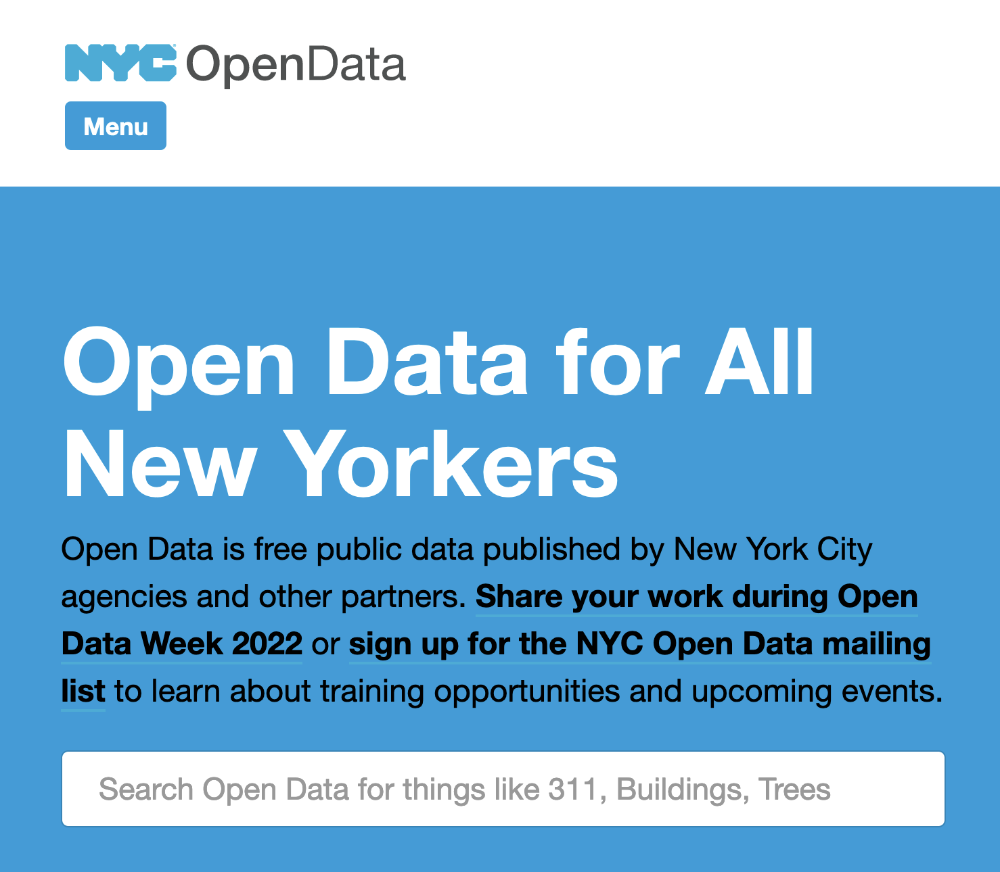 NYC OpenData
Menu
Open Data for All
New Yorkers
Open Data is free public data published by New York City
agencies and other partners. Share your work during Open
Data Week 2022 or sign up for the NYC Open Data mailing
list to learn about training opportunities and upcoming events.
Search Open Data for things like 311, Buildings, Trees